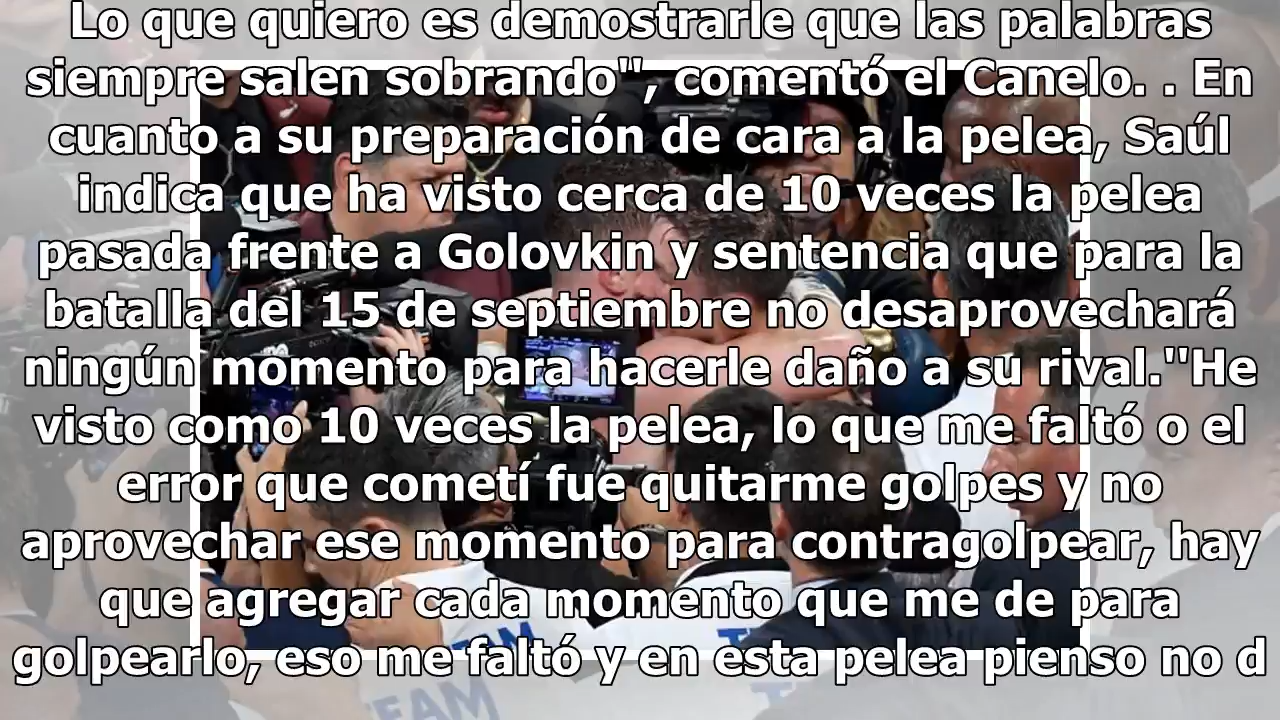 Lo que quiero es demostrarle que las palabras
siempre salen sobrando'', comentó el Canelo. . En
cuanto a su preparación de cara a la pelea, Saúl
indica que ha visto cerca de 10 veces la pelea
pasada frente a Golovkin y sentencia que para la
batalla del 15 de septiembre no desaprovechará
ningún momento para hacerle daño a su rival.''He
visto como 10 veces la pelea, lo que me faltó o el
error que cometí fue quitarme golpes y no
aprovechar ese momento para contragolpear, hay
que agregar cada momento que me de para
golpearlo, eso me faltó y en esta pelea pienso no d
TEAM